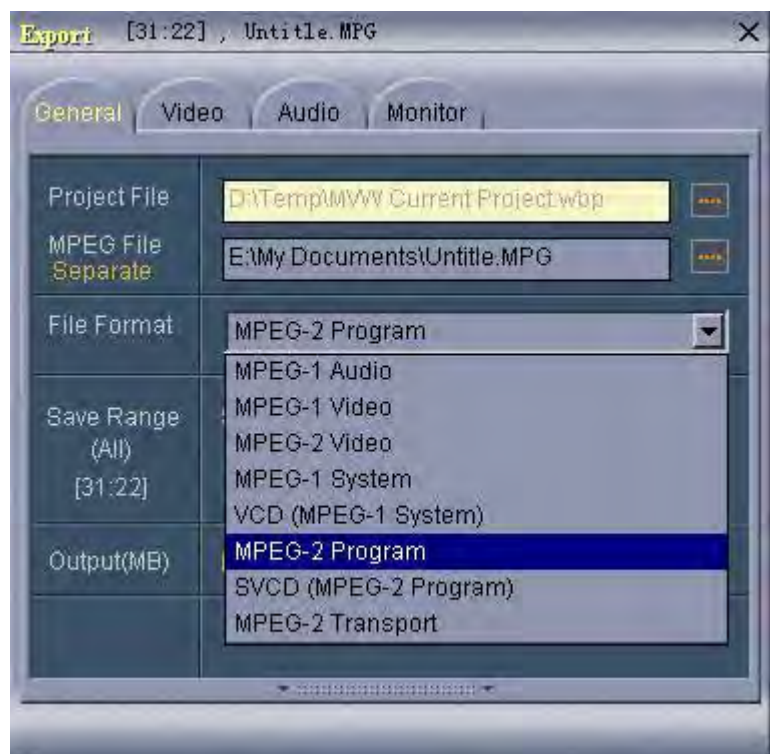 Export [31:22] , Untitle.MPG
General Video Audio Monitor
Project File D:\Temp\MVW Current Project.wbp
MPEG File E:\My Documents\Untitle.MPG
Separate
File Format MPEG-2 Program
MPEG-1 Audio
MPEG-1 Video
MPEG-2 Video
MPEG-1 System
VCD (MPEG-1 System)
MPEG-2 Program
SVCD (MPEG-2 Program)
MPEG-2 Transport
Save Range
(All)
[31:22]
Output(MB)